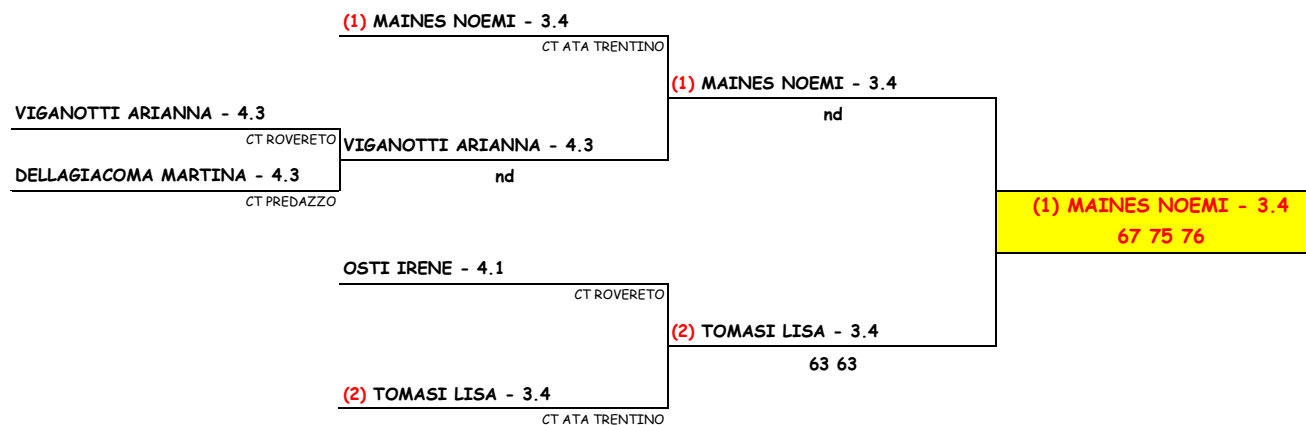 (1) MAINES NOEMI - 3.4
CT ATA TRENTINO
(1) MAINES NOEMI - 3.4
VIGANOTTI ARIANNA - 4.3
nd
CT ROVERETO
VIGANOTTI ARIANNA - 4.3
DELLAGIACOMA MARTINA - 4.3
nd
CT PREDAZZO
(1) MAINES NOEMI - 3.4
67 75 76
OSTI IRENE - 4.1
CT ROVERETO
(2) TOMASI LISA - 3.4
63 63
(2) TOMASI LISA - 3.4
CT ATA TRENTINO